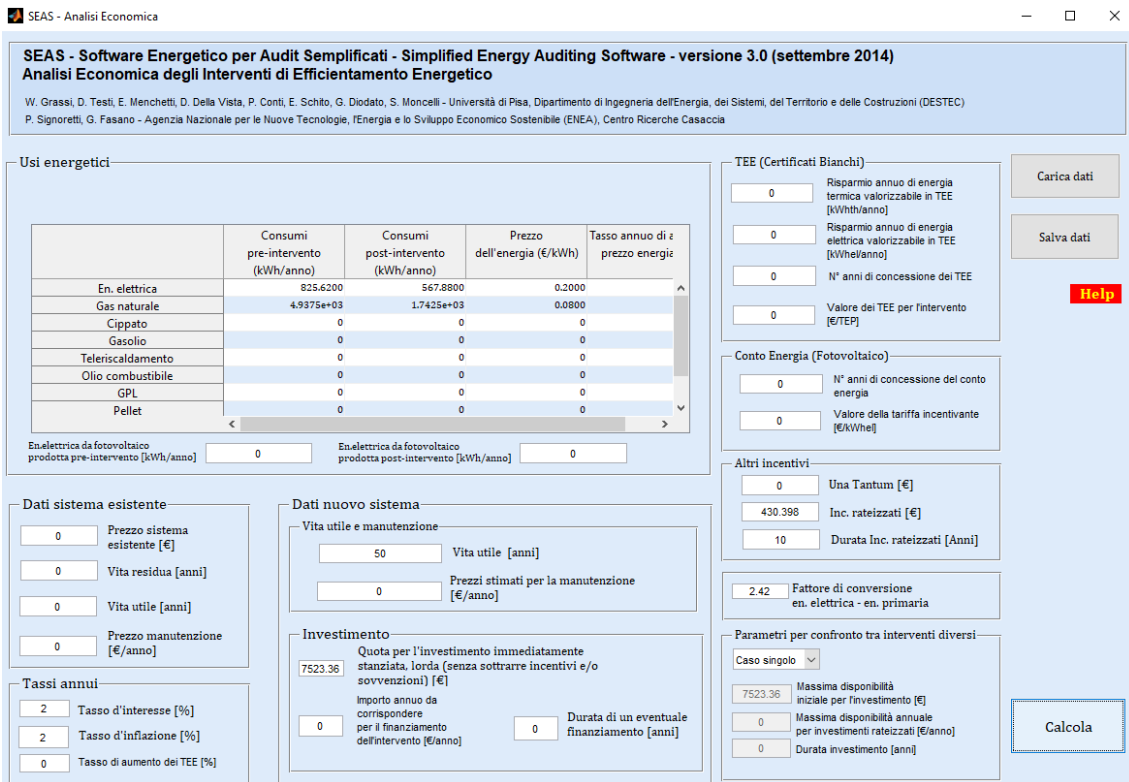 SEAS - Analisi Economica
SEAS - Software Energetico per Audit Semplificati - Simplified Energy Auditing Software - versione 3.0 (settembre 2014)
Analisi Economica degli Interventi di Efficientamento Energetico
W. Grassi, D. Testi, E. Menchetti, D. Della Vista, P. Conti, E. Schito, G. Diodato, S. Moncelli - Università di Pisa, Dipartimento di Ingegneria dell'Energia, dei Sistemi, del Territorio e delle Costruzioni (DESTEC)
P. Signoretti, G. Fasano - Agenzia Nazionale per le Nuove Tecnologie, l'Energia e lo Sviluppo Economico Sostenibile (ENEA), Centro Ricerche Casaccia
Usi energetici
Consumi Consumi Prezzo Tasso annuo di a
pre-intervento post-intervento dell'energia (€/kWh) prezzo energia
(kWh/anno) (kWh/anno)
En. elettrica 825.6200 567.8800 0.2000
Gas naturale 4.9375e+03 1.7425e+03 0.0800
Cippato 0 0 0
Gasolio 0 0 0
Teleriscaldamento 0 0 0
Olio combustibile 0 0 0
GPL 0 0 0
Pellet 0 0 0
En.elettrica da fotovoltaico
prodotta pre-intervento [kWh/anno] 0
En.elettrica da fotovoltaico
prodotta post-intervento [kWh/anno] 0
TEE (Certificati Bianchi)
0 Risparmio annuo di energia
termica valorizzabile in TEE
[kWhth/anno]
0 Risparmio annuo di energia
elettrica valorizzabile in TEE
[kWhel/anno]
0 N° anni di concessione dei TEE
0 Valore dei TEE per l'intervento
[€/TEP]
Carica dati
Salva dati
Help
Conto Energia (Fotovoltaico)
0 N° anni di concessione del conto
energia
0 Valore della tariffa incentivante
[€/kWhel]
Altri incentivi
0 Una Tantum [€]
430.398 Inc. rateizzati [€]
10 Durata Inc. rateizzati [Anni]
2.42 Fattore di conversione
en. elettrica - en. primaria
Dati sistema esistente
0 Prezzo sistema
esistente [€]
0 Vita residua [anni]
0 Vita utile [anni]
0 Prezzo manutenzione
[€/anno]
Tassi annui
2 Tasso d'interesse [%]
2 Tasso d'inflazione [%]
0 Tasso di aumento dei TEE [%]
Dati nuovo sistema
Vita utile e manutenzione
50 Vita utile [anni]
0 Prezzi stimati per la manutenzione
[€/anno]
Investimento
7523.36 Quota per l'investimento immediatamente
stanziata, lorda (senza sottrarre incentivi e/o
sovvenzioni) [€]
0 Importo annuo da
corrispondere
per il finanziamento
dell'intervento [€/anno]
0 Durata di un eventuale
finanziamento [anni]
Parametri per confronto tra interventi diversi
Caso singolo
7523.36 Massima disponibilità
iniziale per l'investimento [€]
0 Massima disponibilità annuale
per investimenti rateizzati [€/anno]
0 Durata investimento [anni]
Calcola